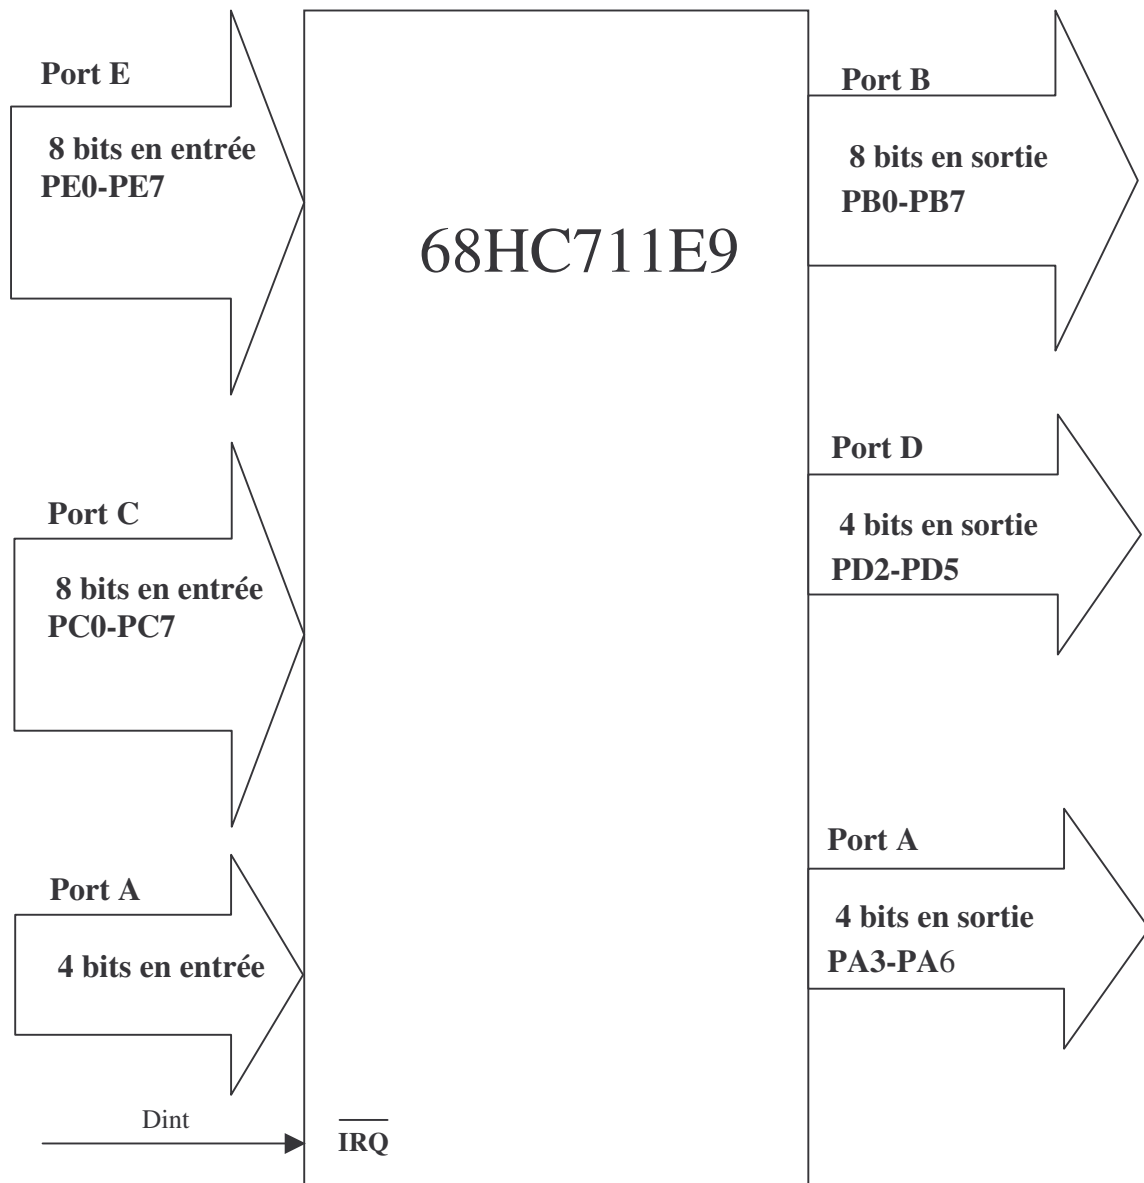 Port E
8 bits en entrée
PE0-PE7
Port C
8 bits en entrée
PC0-PC7
Port A
4 bits en entrée
Dint
68HC711E9
IRQ
Port B
8 bits en sortie
PB0-PB7
Port D
4 bits en sortie
PD2-PD5
Port A
4 bits en sortie
PA3-PA6